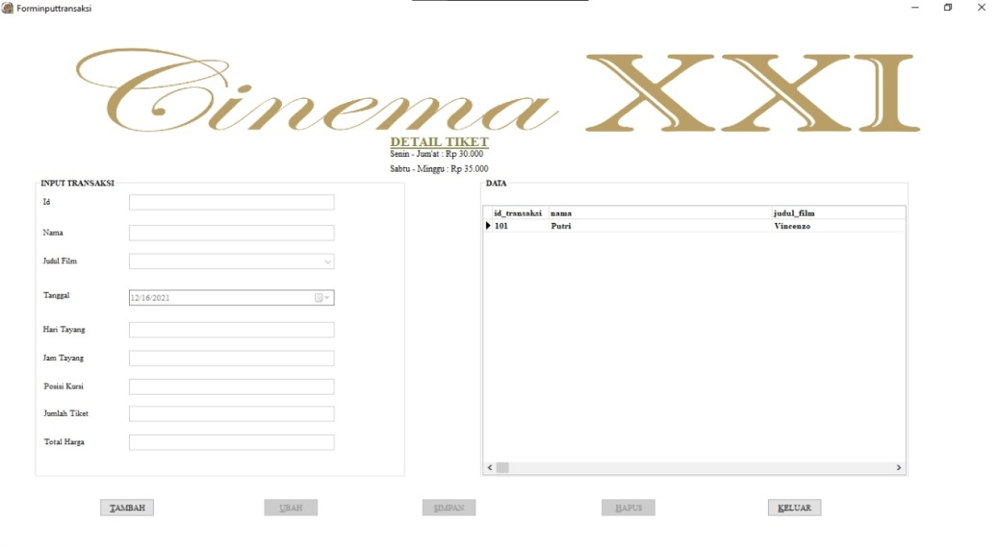 Forminputtransaksi
Cinema XXI
DETAIL TIKET
Senin - Jum'at : Rp 30.000
Sabtu - Minggu : Rp 35.000
INPUT TRANSAKSI
Id
Nama
Judul Film
Tanggal 12/16/2021
Hari Tayang
Jam Tayang
Posisi Kursi
Jumlah Tiket
Total Harga
DATA
id_transaksi nama judul_film
101 Putri Vincenzo
TAMBAH UBAH SIMPAN HAPUS KELUAR